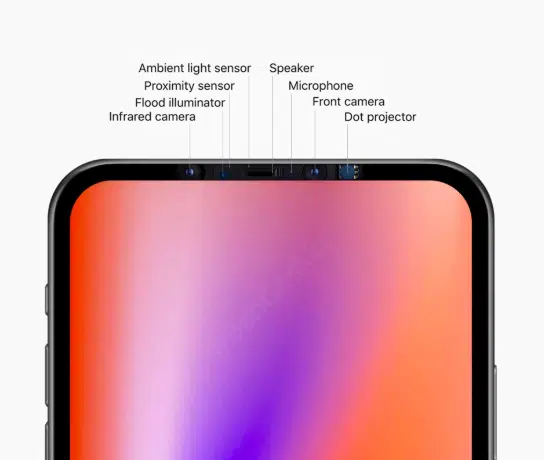 Ambient light sensor
Speaker
Proximity sensor
Microphone
Flood illuminator
Front camera
Infrared camera
Dot projector